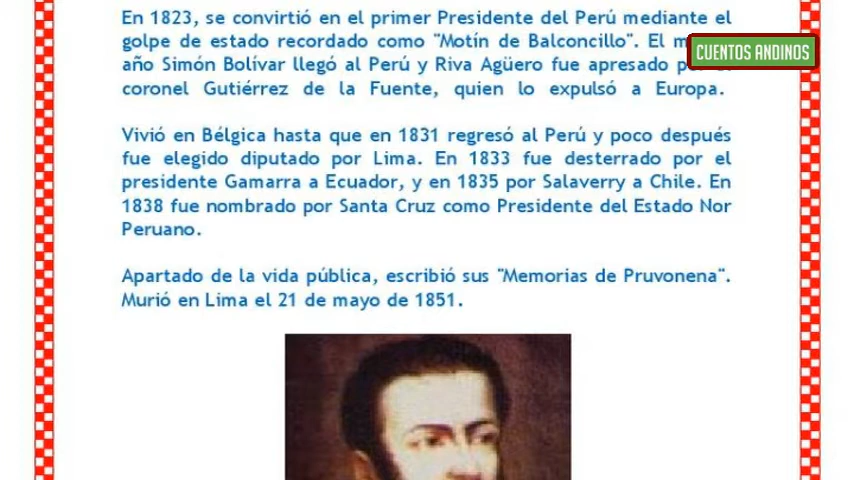 En 1823, se convirtió en el primer Presidente del Perú mediante el
golpe de estado recordado como "Motín de Balconcillo". El
CUENTOS ANDINOS
año Simón Bolívar llegó al Perú y Riva Agüero fue apresado
coronel Gutiérrez de la Fuente, quien lo expulsó a Europa.
Vivió en Bélgica hasta que en 1831 regresó al Perú y poco después
fue elegido diputado por Lima. En 1833 fue desterrado por el
presidente Gamarra a Ecuador, y en 1835 por Salaverry a Chile. En
1838 fue nombrado por Santa Cruz como Presidente del Estado Nor
Peruano.
Apartado de la vida pública, escribió sus "Memorias de Pruvonena".
Murió en Lima el 21 de mayo de 1851.